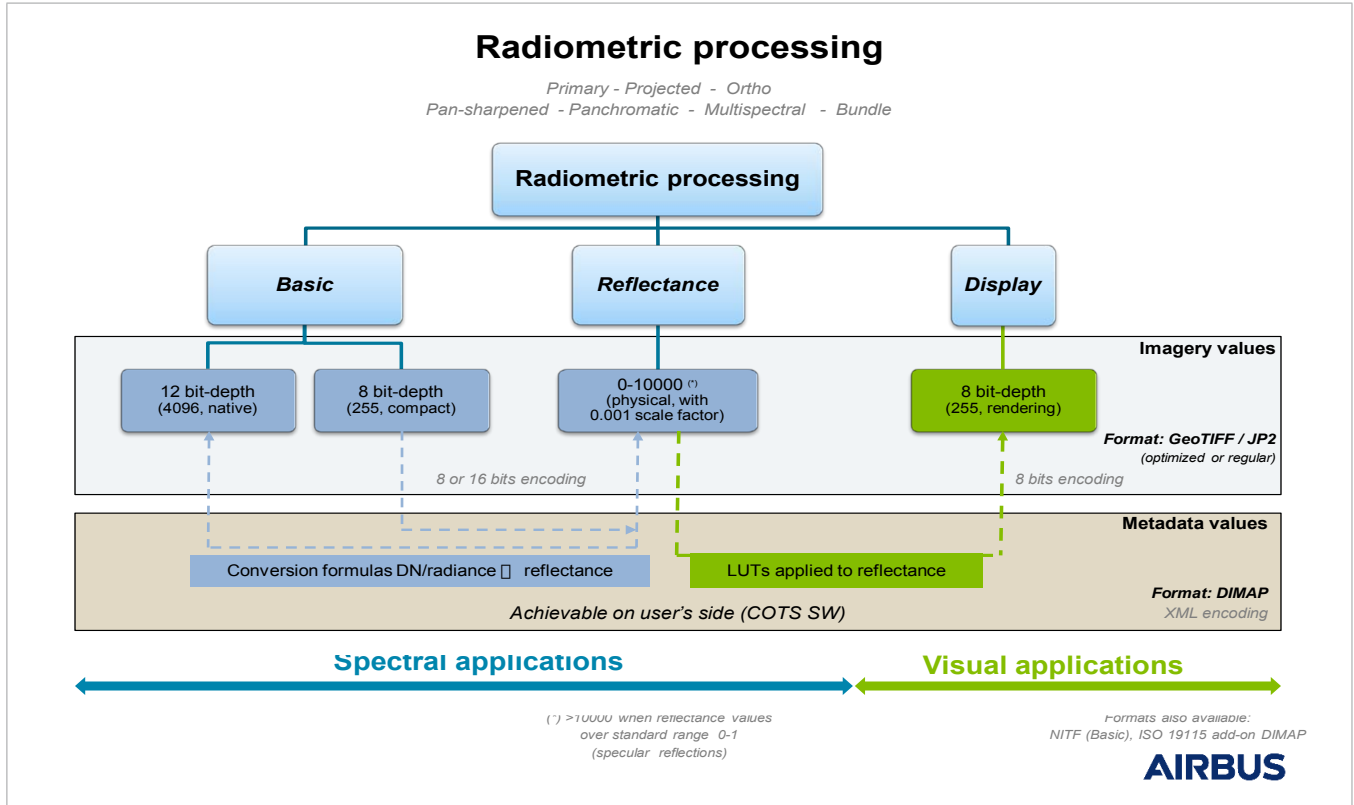 Radiometric processing
Primary - Projected - Ortho
Pan-sharpened - Panchromatic - Multispectral - Bundle
Radiometric processing
Basic
Reflectance
Display
Imagery values
12 bit-depth
(4096, native)
8 bit-depth
(255, compact)
0-10000 (*)
(physical, with
0.001 scale factor)
8 bit-depth
(255, rendering)
Format: GeoTIFF / JP2
(optimized or regular)
8 or 16 bits encoding
8 bits encoding
Metadata values
Conversion formulas DN/radiance □ reflectance
LUTs applied to reflectance
Format: DIMAP
XML encoding
Achievable on user's side (COTS SW)
Spectral applications
Visual applications
(*) >10000 when reflectance values
over standard range 0-1
(specular reflections)
Formats also available:
NITF (Basic), ISO 19115 add-on DIMAP
AIRBUS